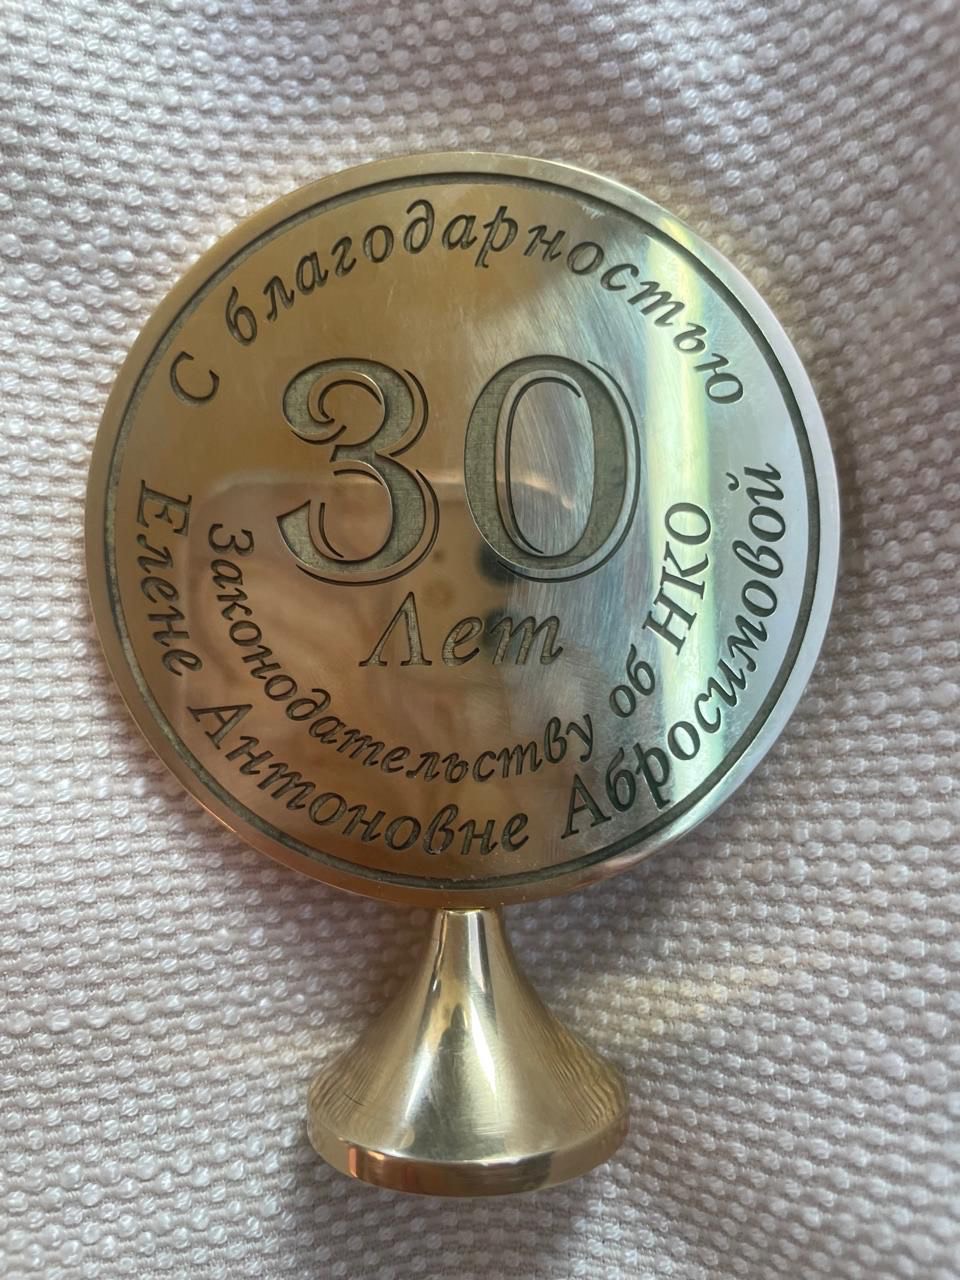 С благодарностью
30
Лет
Законодательству об НКО
Елене Антоновне Абросимовой